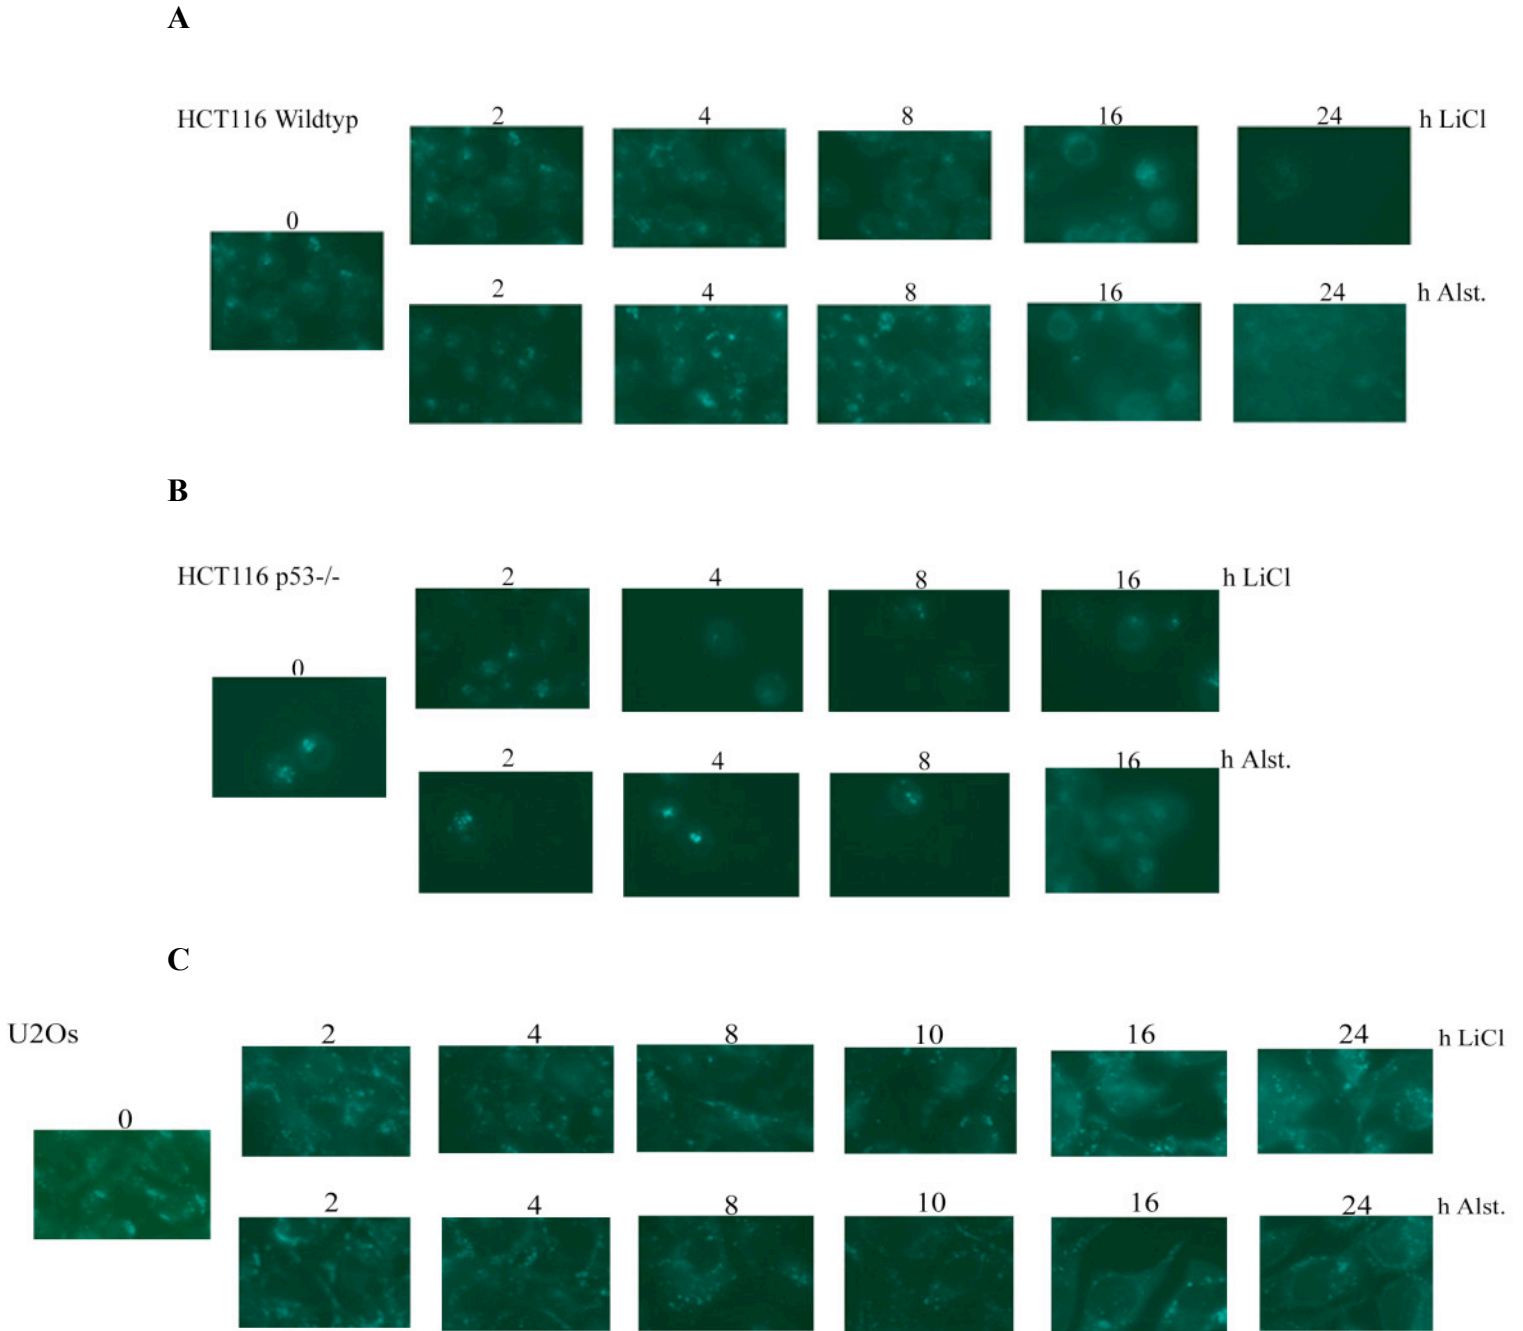 A
HCT116 Wildtyp
2 4 8 16 24 h LiCl
0
2 4 8 16 24 h Alst.
B
HCT116 p53-/-
2 4 8 16 h LiCl
0
2 4 8 16 h Alst.
C
U2Os
2 4 8 10 16 24 h LiCl
0
2 4 8 10 16 24 h Alst.